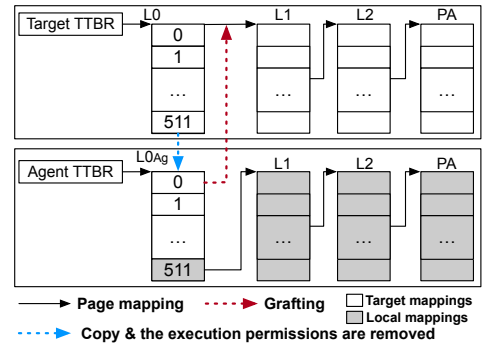 Target TTBR
L0
L1
L2
PA
0
1
...
511
...
...
...
Agent TTBR
L0Ag
L1
L2
PA
0
1
...
511
...
...
...
Page mapping
Grafting
Target mappings
Local mappings
Copy & the execution permissions are removed